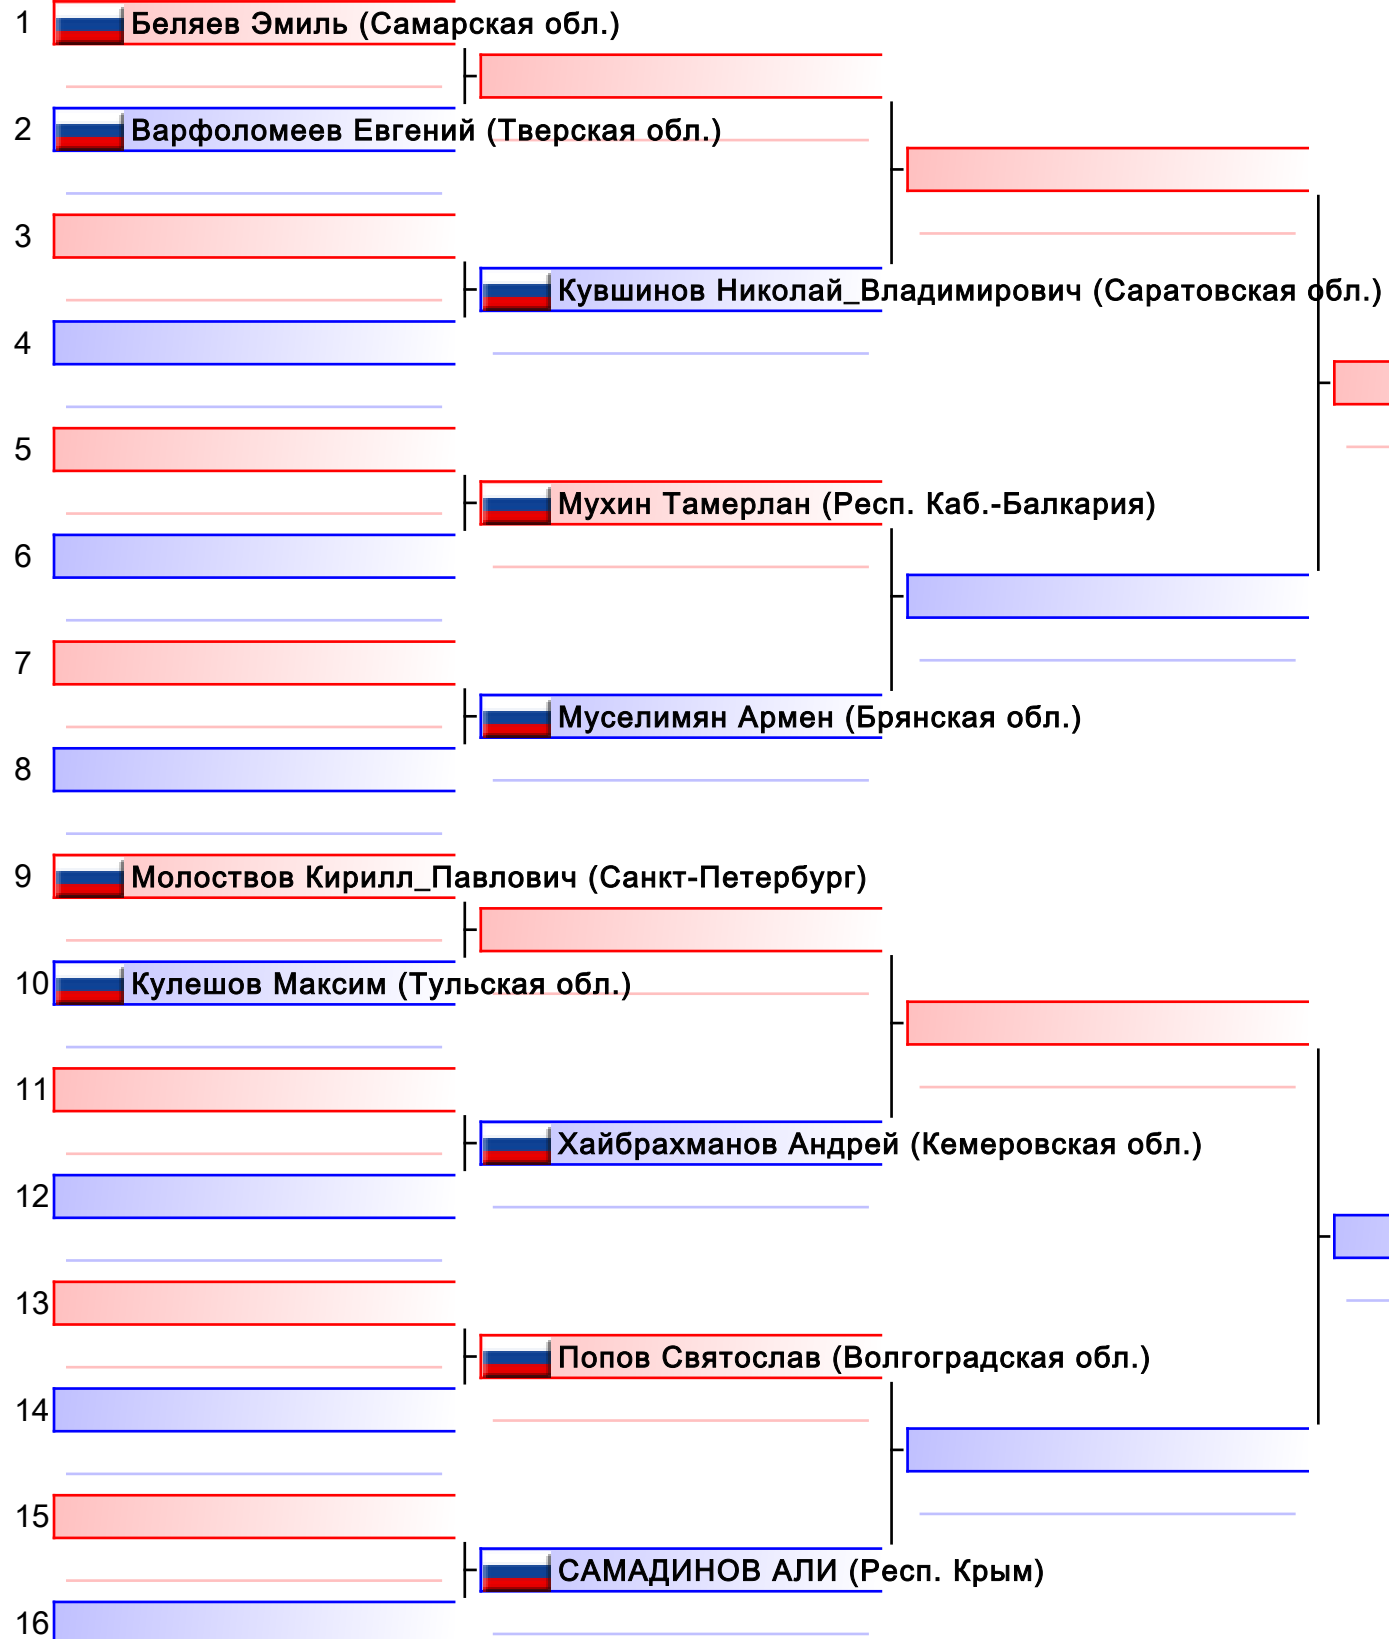 1 Беляев Эмиль (Самарская обл.)
2 Варфоломеев Евгений (Тверская обл.)
3
Кувшинов Николай_Владимирович (Саратовская обл.)
4
5
Мухин Тамерлан (Респ. Каб.-Балкария)
6
7
Муселимян Армен (Брянская обл.)
8
9 Молоствов Кирилл_Павлович (Санкт-Петербург)
10 Кулешов Максим (Тульская обл.)
11
Хайбрахманов Андрей (Кемеровская обл.)
12
13
Попов Святослав (Волгоградская обл.)
14
15
САМАДИНОВ АЛИ (Респ. Крым)
16